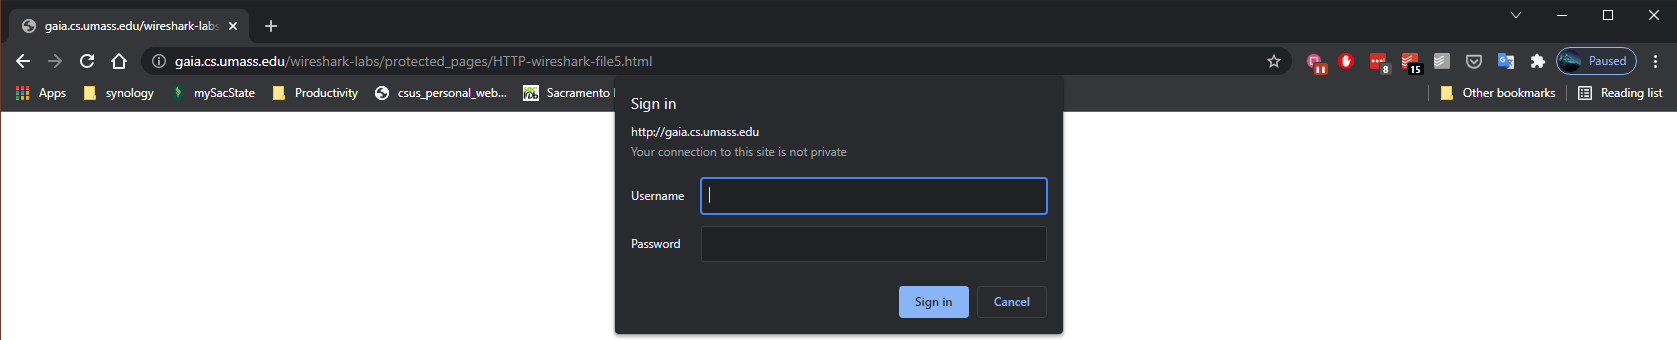 gaia.cs.umass.edu/wireshark-labs
gaia.cs.umass.edu/wireshark-labs/protected_pages/HTTP-wireshark-file5.html
8
15
Paused
Apps
synology
mySacState
Productivity
csus_personal_web...
Sacramento
Other bookmarks
Reading list
Sign in
http://gaia.cs.umass.edu
Your connection to this site is not private
Username
Password
Sign in
Cancel